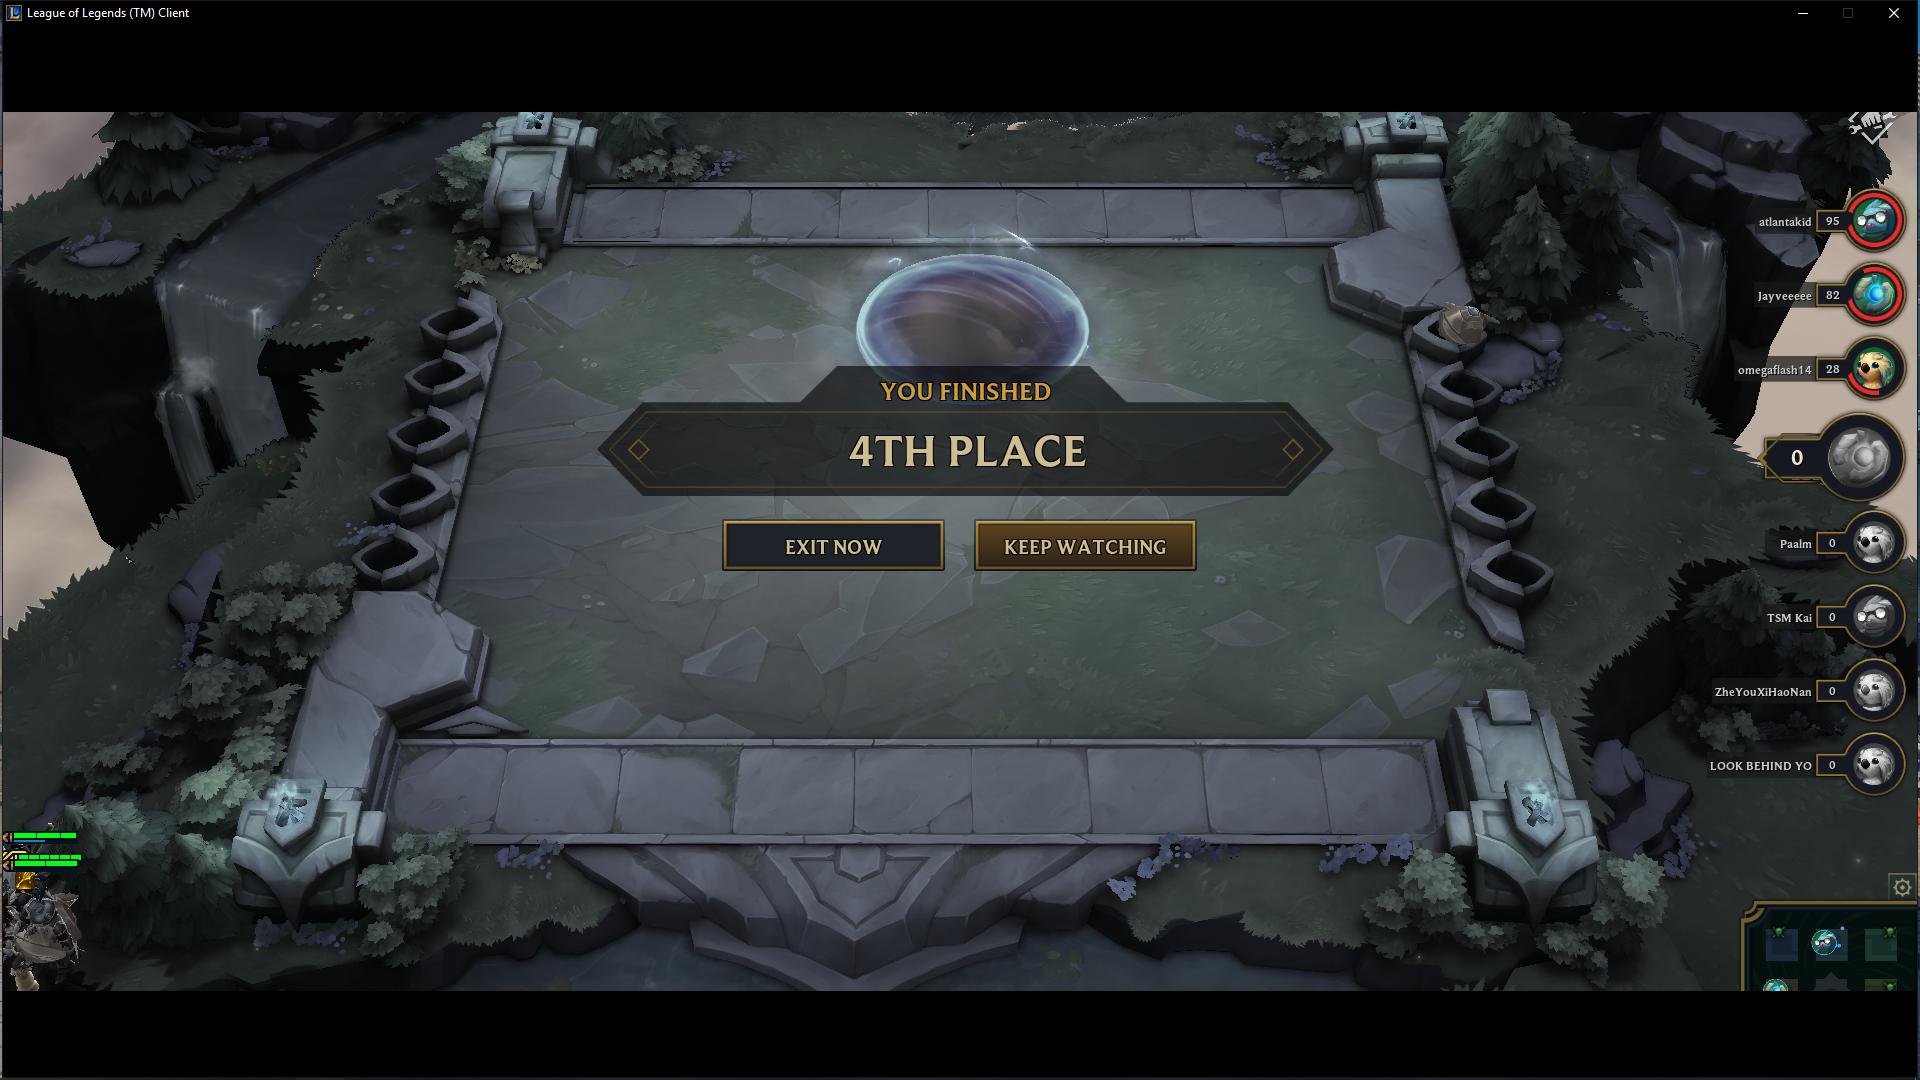 League of Legends (TM) Client
atlantakid 95
Jayveeeee 82
omegaflash14 28
YOU FINISHED
4TH PLACE
0
EXIT NOW
KEEP WATCHING
Paalm 0
TSM Kai 0
ZheYouXiHaoNan 0
LOOK BEHIND YO 0